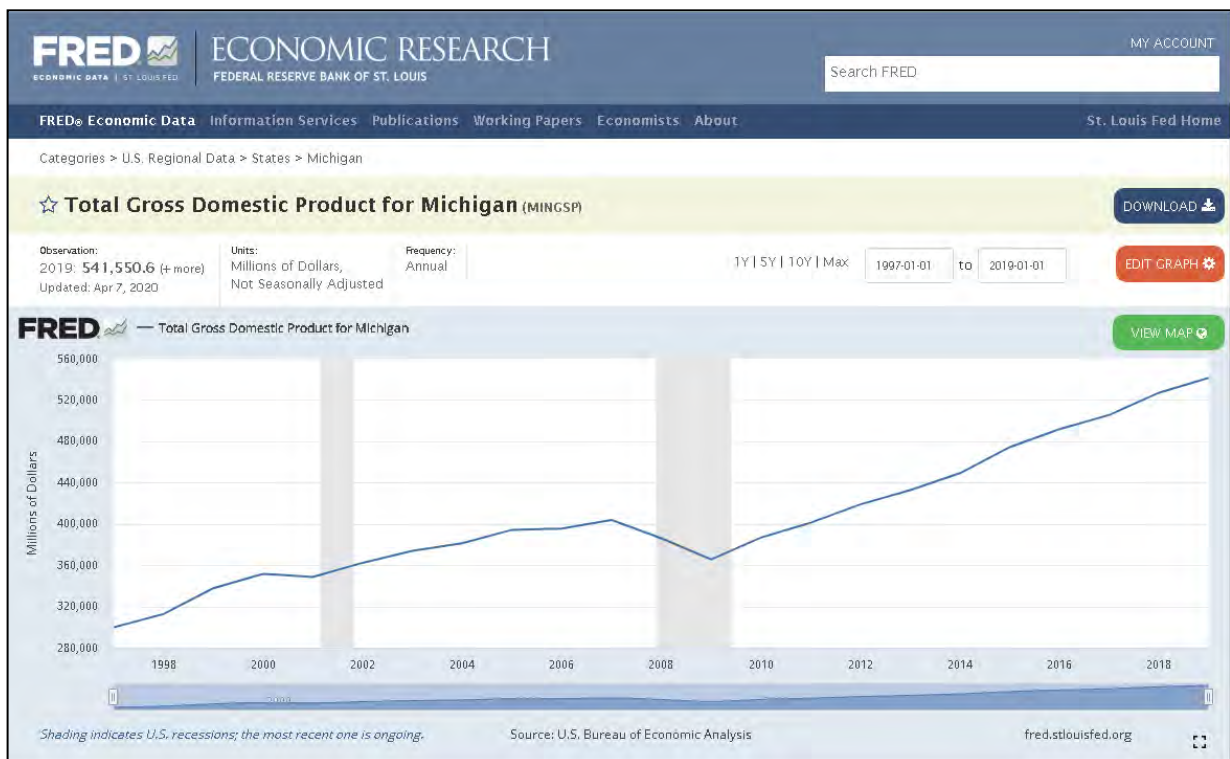 FRED ECONOMIC RESEARCH
ECONOMIC DATA | ST. LOUIS FED FEDERAL RESERVE BANK OF ST. LOUIS
MY ACCOUNT
Search FRED
FRED® Economic Data Information Services Publications Working Papers Economists About St. Louis Fed Home
Categories > U.S. Regional Data > States > Michigan
Total Gross Domestic Product for Michigan (MINGSP)
DOWNLOAD
Observation:
2019: 541,550.6 (+ more)
Updated: Apr 7, 2020
Units:
Millions of Dollars,
Not Seasonally Adjusted
Frequency:
Annual
1Y | 5Y | 10Y | Max 1997-01-01 to 2019-01-01
EDIT GRAPH
FRED — Total Gross Domestic Product for Michigan
VIEW MAP
Millions of Dollars
560,000
520,000
480,000
440,000
400,000
360,000
320,000
280,000
1998 2000 2002 2004 2006 2008 2010 2012 2014 2016 2018
Shading indicates U.S. recessions; the most recent one is ongoing.
Source: U.S. Bureau of Economic Analysis
fred.stlouisfed.org